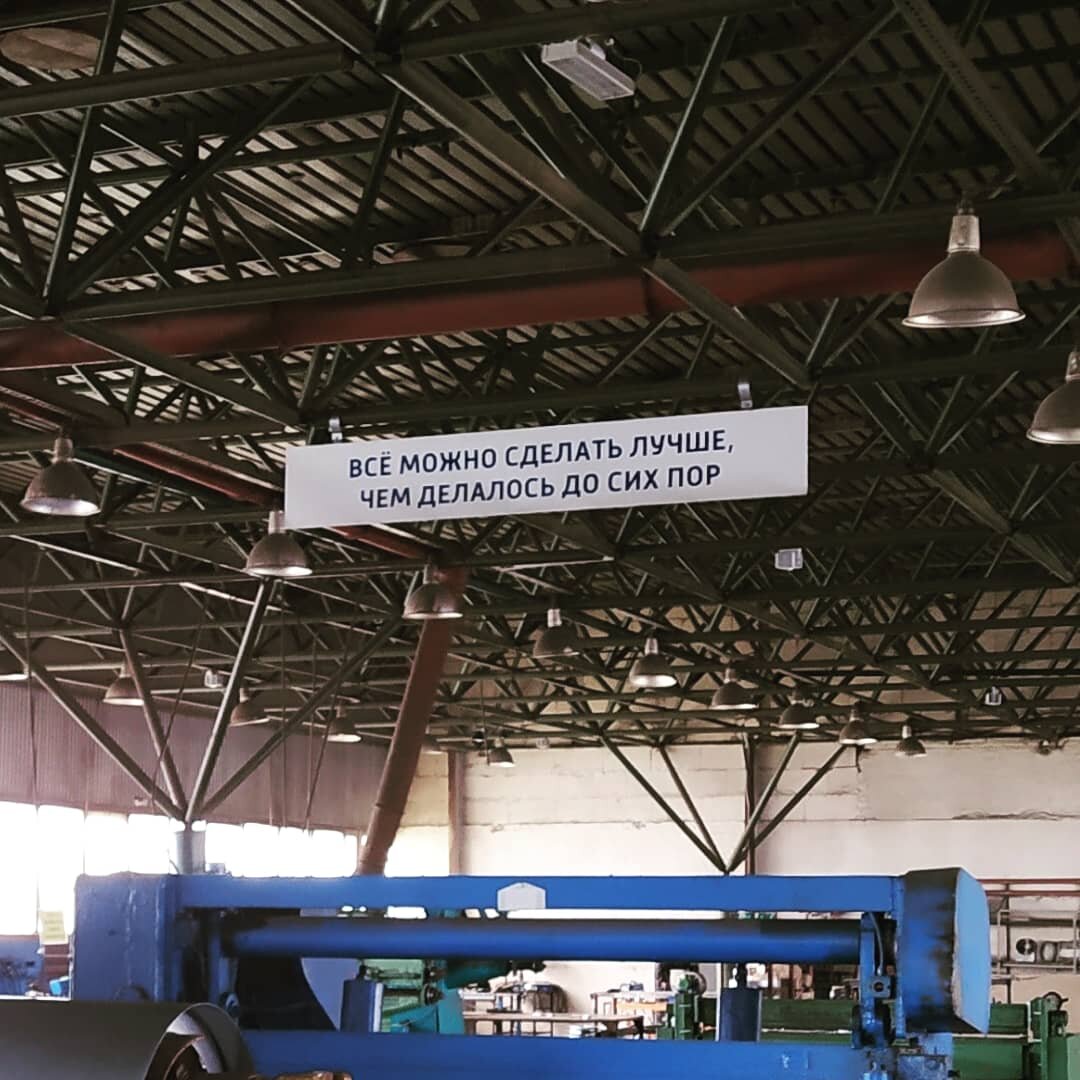 ВСЁ МОЖНО СДЕЛАТЬ ЛУЧШЕ,
ЧЕМ ДЕЛАЛОСЬ ДО СИХ ПОР